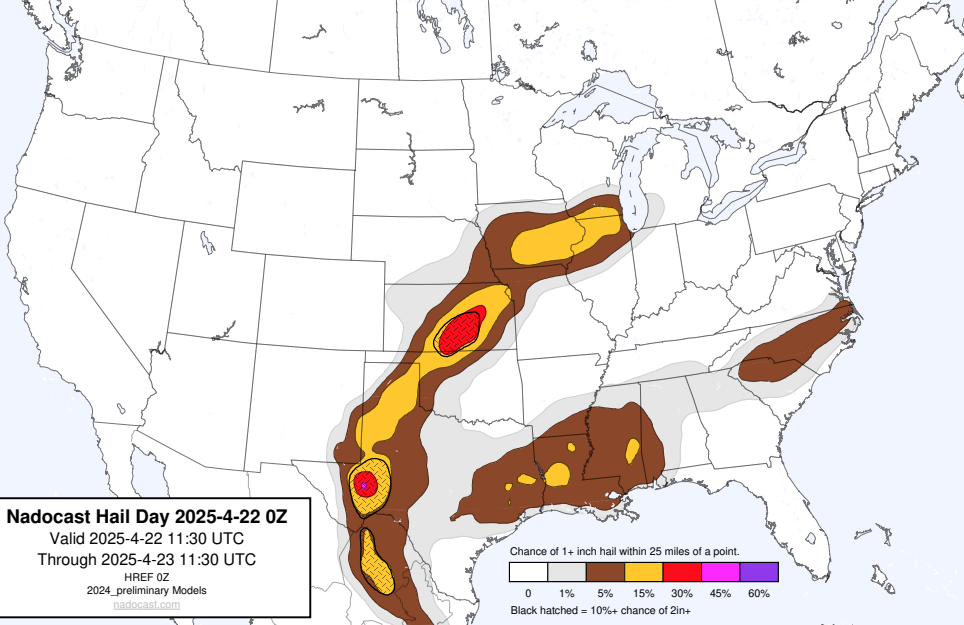 Nadocast Hail Day 2025-4-22 0Z
Valid 2025-4-22 11:30 UTC
Through 2025-4-23 11:30 UTC
HREF 0Z
2024_preliminary Models
nadocast.com
Chance of 1+ inch hail within 25 miles of a point.
0 1% 5% 15% 30% 45% 60%
Black hatched = 10%+ chance of 2in+